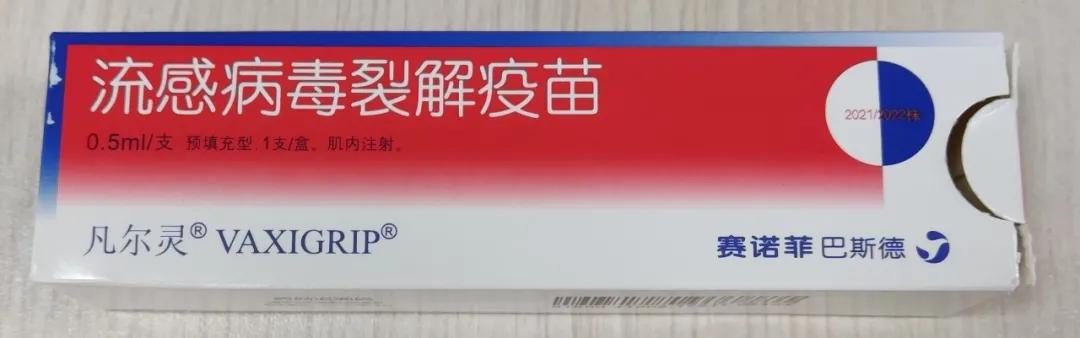 流感病毒裂解疫苗
2021/2022株
0.5ml/支 预填充型.1支/盒。肌内注射。
凡尔灵® VAXIGRIP®
赛诺菲 巴斯德